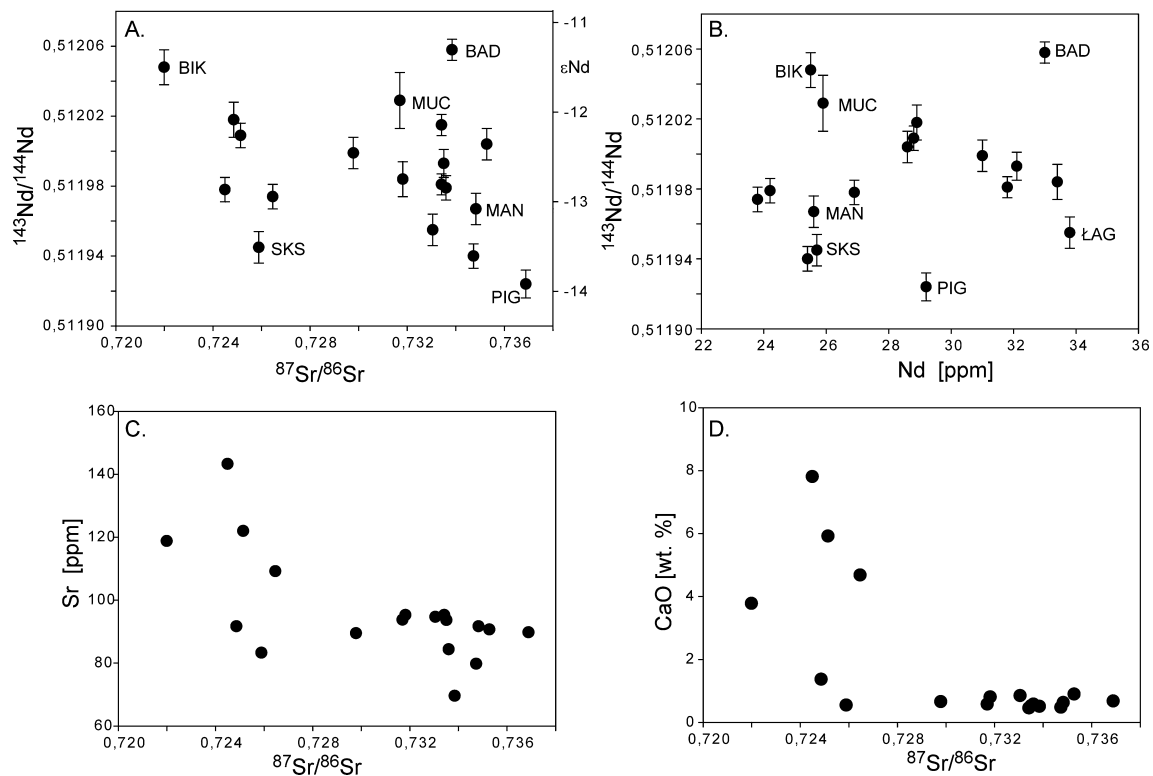 A.
-11
0,51206
BAD
εNd
BIK
MUC
-12
0,51202
143Nd/144Nd
0,51198
-13
MAN
SKS
0,51194
PIG
-14
0,51190
0,720 0,724 0,728 0,732 0,736
87Sr/86Sr
B.
0,51206
BAD
BIK
MUC
0,51202
143Nd/144Nd
0,51198
MAN
ŁAG
SKS
0,51194
PIG
0,51190
22 24 26 28 30 32 34 36
Nd [ppm]
160
C.
140
120
Sr [ppm]
100
80
60
0,720 0,724 0,728 0,732 0,736
87Sr/86Sr
10
D.
8
6
CaO [wt. %]
4
2
0
0,720 0,724 0,728 0,732 0,736
87Sr/86Sr